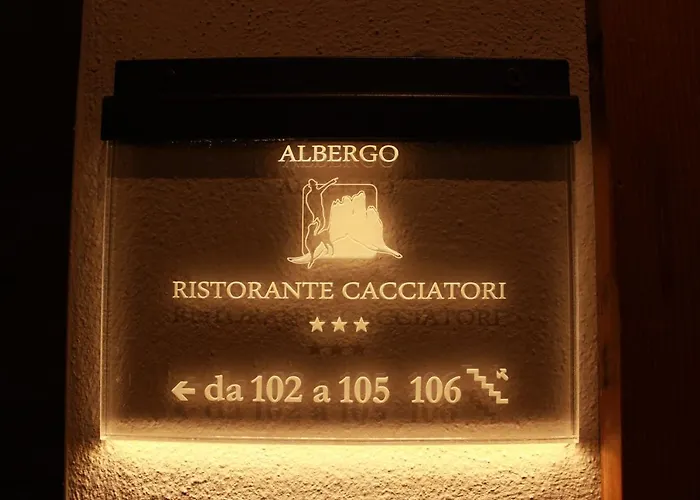 ALBERGO
RISTORANTE CACCIATORI
★★★
← da 102 a 105 106